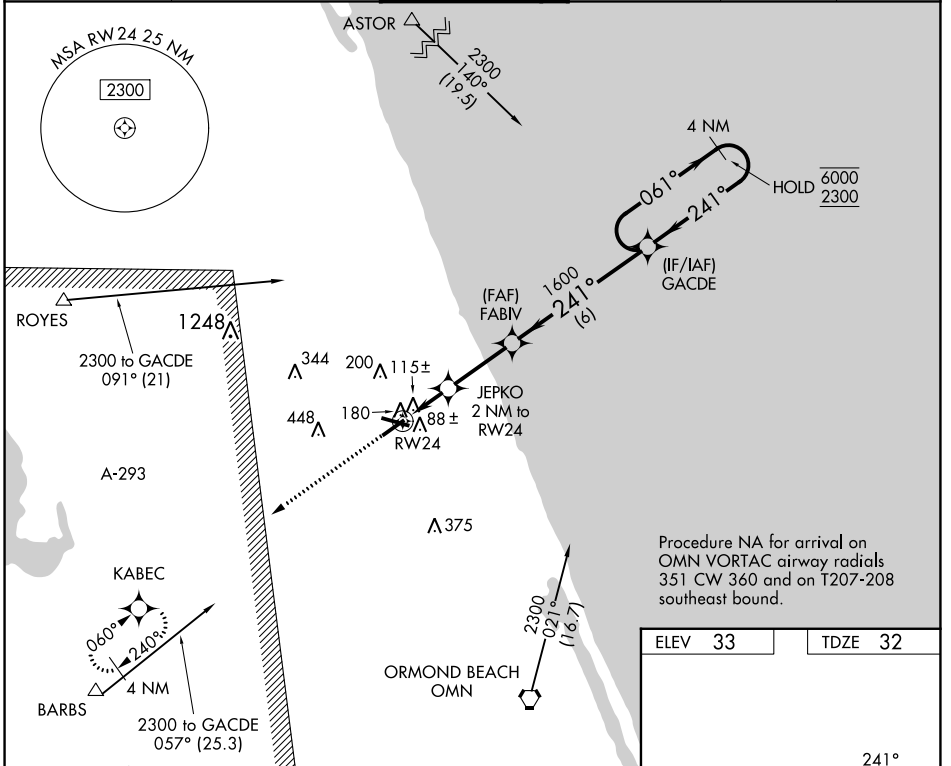 MSA RW24 25 NM
2300
ASTOR
2300
140°
(19.5)
4 NM
061°
241°
HOLD
6000
2300
(IF/IAF)
GACDE
1600
241°
(6)
(FAF)
FABIV
ROYES
2300 to GACDE
091° (21)
1248
344
200
115±
180
448
88±
RW24
JEPKO
2 NM to
RW24
A-293
375
Procedure NA for arrival on
OMN VORTAC airway radials
351 CW 360 and on T207-208
southeast bound.
KABEC
060°
240°
4 NM
BARBS
2300 to GACDE
057° (25.3)
2300
021°
(16.7)
ORMOND BEACH
OMN
ELEV 33
TDZE 32
241°